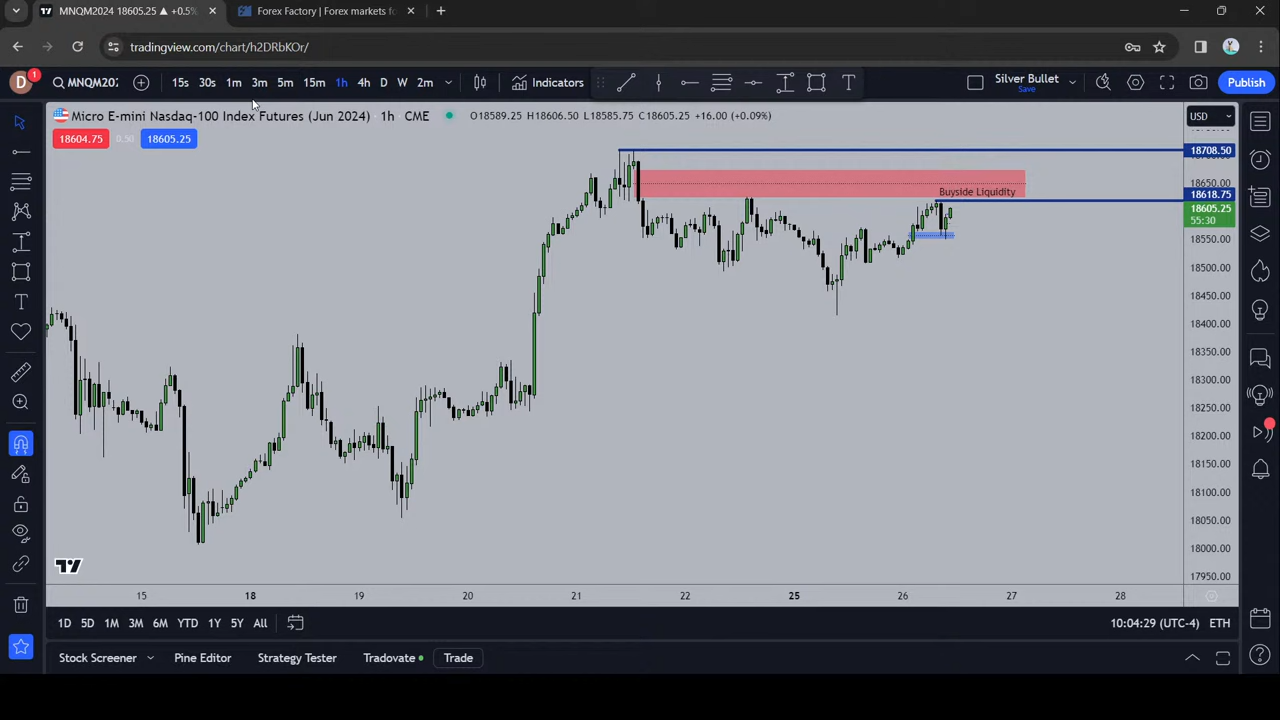 MNQM2024 18605.25 ▲ +0.5%
Forex Factory | Forex markets fo
tradingview.com/chart/h2DRbKOr/
D
1
MNQM20
15s 30s 1m 3m 5m 15m 1h 4h D W 2m
Indicators
Silver Bullet
Save
Publish
Micro E-mini Nasdaq-100 Index Futures (Jun 2024) · 1h · CME
O18589.25 H18606.50 L18585.75 C18605.25 +16.00 (+0.09%)
USD
18604.75 0.50 18605.25
18708.50
18650.00
Buyside Liquidity
18618.75
18605.25
55:30
18550.00
18500.00
18450.00
18400.00
18350.00
18300.00
18250.00
18200.00
18150.00
18100.00
18050.00
18000.00
17950.00
15 18 19 20 21 22 25 26 27 28
1D 5D 1M 3M 6M YTD 1Y 5Y All
10:04:29 (UTC-4) ETH
Stock Screener Pine Editor Strategy Tester Tradovate Trade